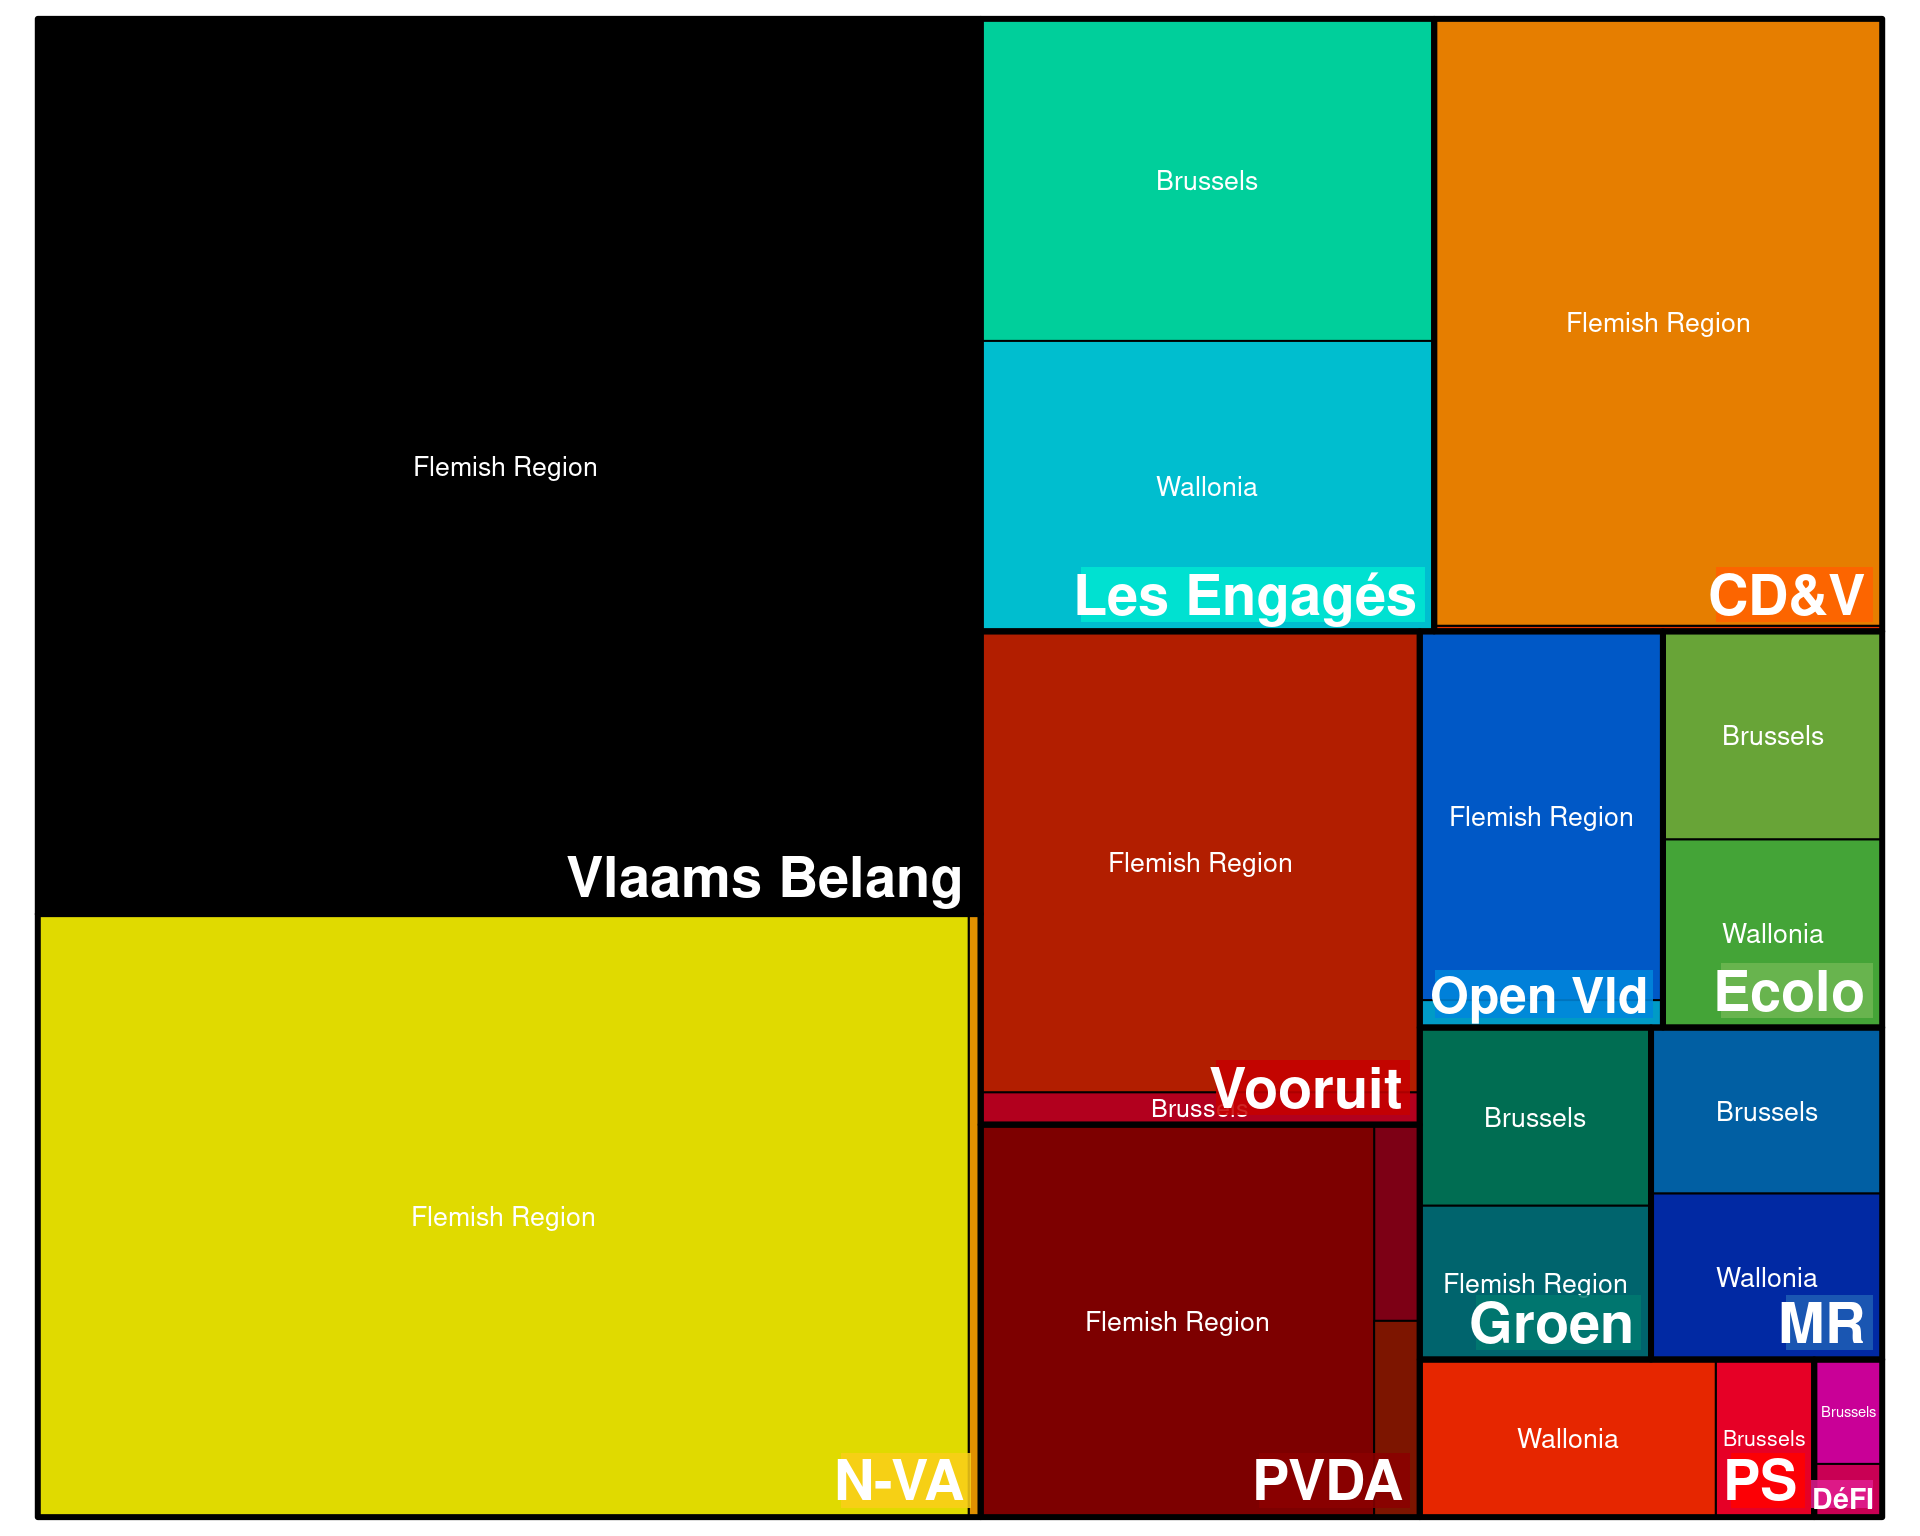 Flemish Region
Vlaams Belang
Flemish Region
N-VA
Brussels
Wallonia
Les Engagés
Flemish Region
CD&V
Flemish Region
Brussels
Vooruit
Flemish Region
PVDA
Flemish Region
Open Vld
Brussels
Wallonia
Ecolo
Brussels
Flemish Region
Groen
Brussels
Wallonia
MR
Wallonia
Brussels
PS
Brussels
DéFI